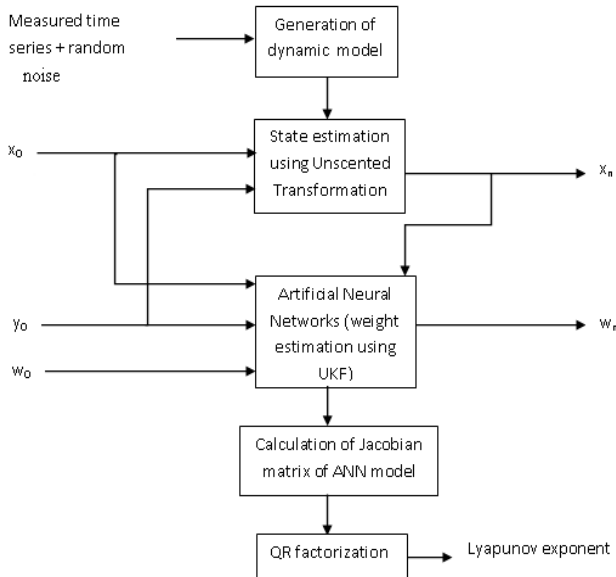 Measured time
series + random
noise
Generation of
dynamic model
x₀
State estimation
using Unscented
Transformation
xₙ
Artificial Neural
Networks (weight
estimation using
UKF)
y₀
w₀
wₙ
Calculation of Jacobian
matrix of ANN model
QR factorization
Lyapunov exponent